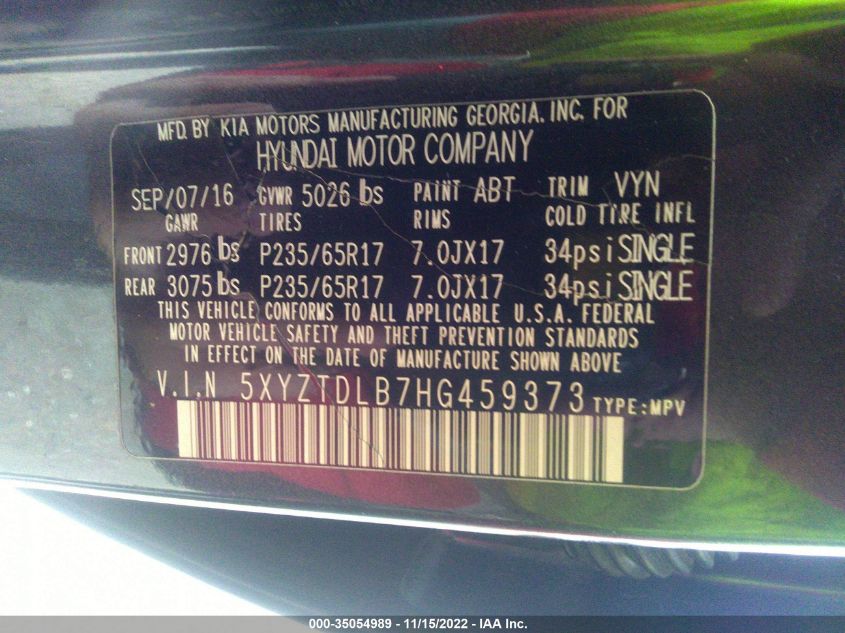 MFD. BY KIA MOTORS MANUFACTURING GEORGIA. INC. FOR
HYUNDAI MOTOR COMPANY
SEP/07/16 GVWR 5026 lbs PAINT ABT TRIM VYN
GAWR TIRES RIMS COLD TIRE INFL
FRONT 2976 lbs P235/65R17 7.0JX17 34psi SINGLE
REAR 3075 lbs P235/65R17 7.0JX17 34psi SINGLE
THIS VEHICLE CONFORMS TO ALL APPLICABLE U.S.A. FEDERAL
MOTOR VEHICLE SAFETY AND THEFT PREVENTION STANDARDS
IN EFFECT ON THE DATE OF MANUFACTURE SHOWN ABOVE
V.I.N 5XYZTDLB7HG459373 TYPE:MPV
000-35054989 - 11/15/2022 - IAA Inc.